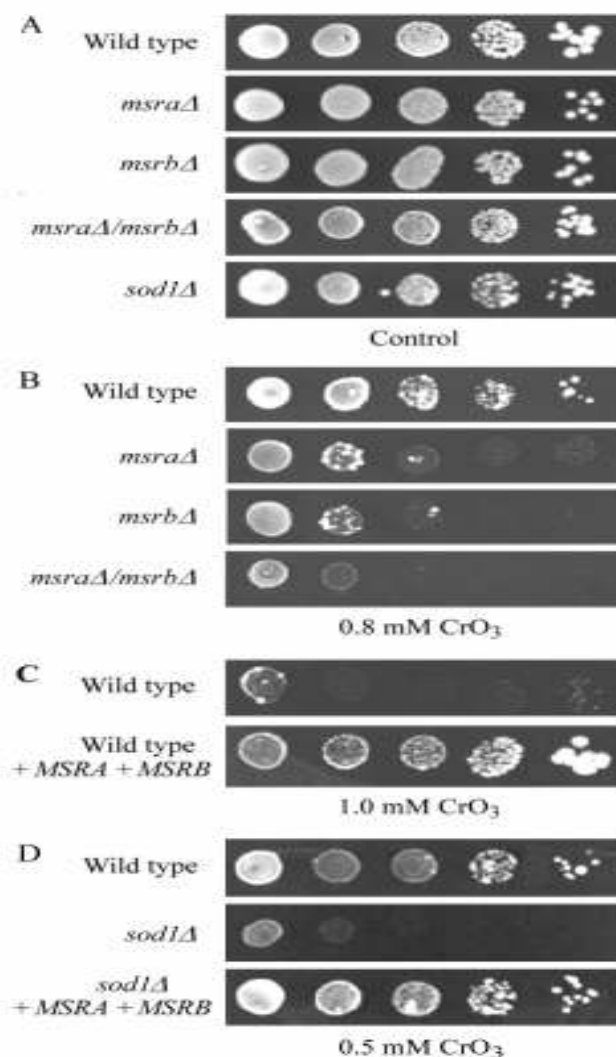 A
Wild type
msraΔ
msrbΔ
msraΔ/msrbΔ
sod1Δ
Control
B
Wild type
msraΔ
msrbΔ
msraΔ/msrbΔ
0.8 mM CrO₃
C
Wild type
Wild type
+ MSRA + MSRB
1.0 mM CrO₃
D
Wild type
sod1Δ
sod1Δ
+ MSRA + MSRB
0.5 mM CrO₃